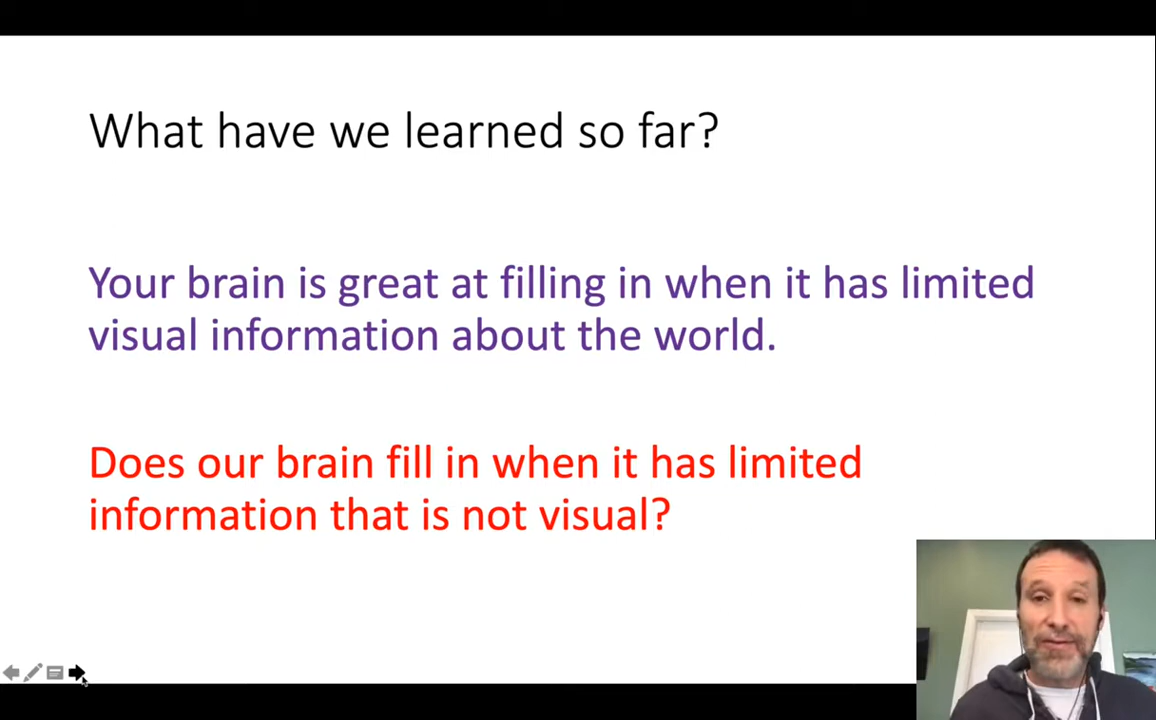 What have we learned so far?
Your brain is great at filling in when it has limited
visual information about the world.
Does our brain fill in when it has limited
information that is not visual?